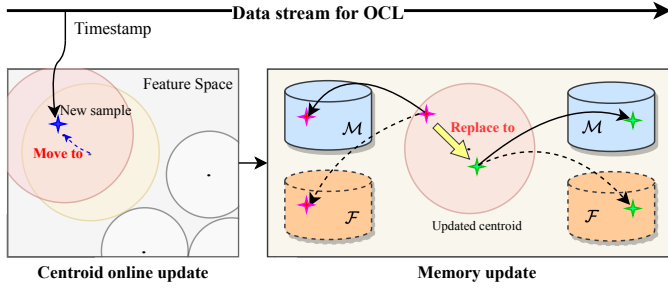 Data stream for OCL
Timestamp
Feature Space
New sample
Move to
ℳ
Replace to
ℳ
ℱ
Updated centroid
ℱ
Centroid online update
Memory update